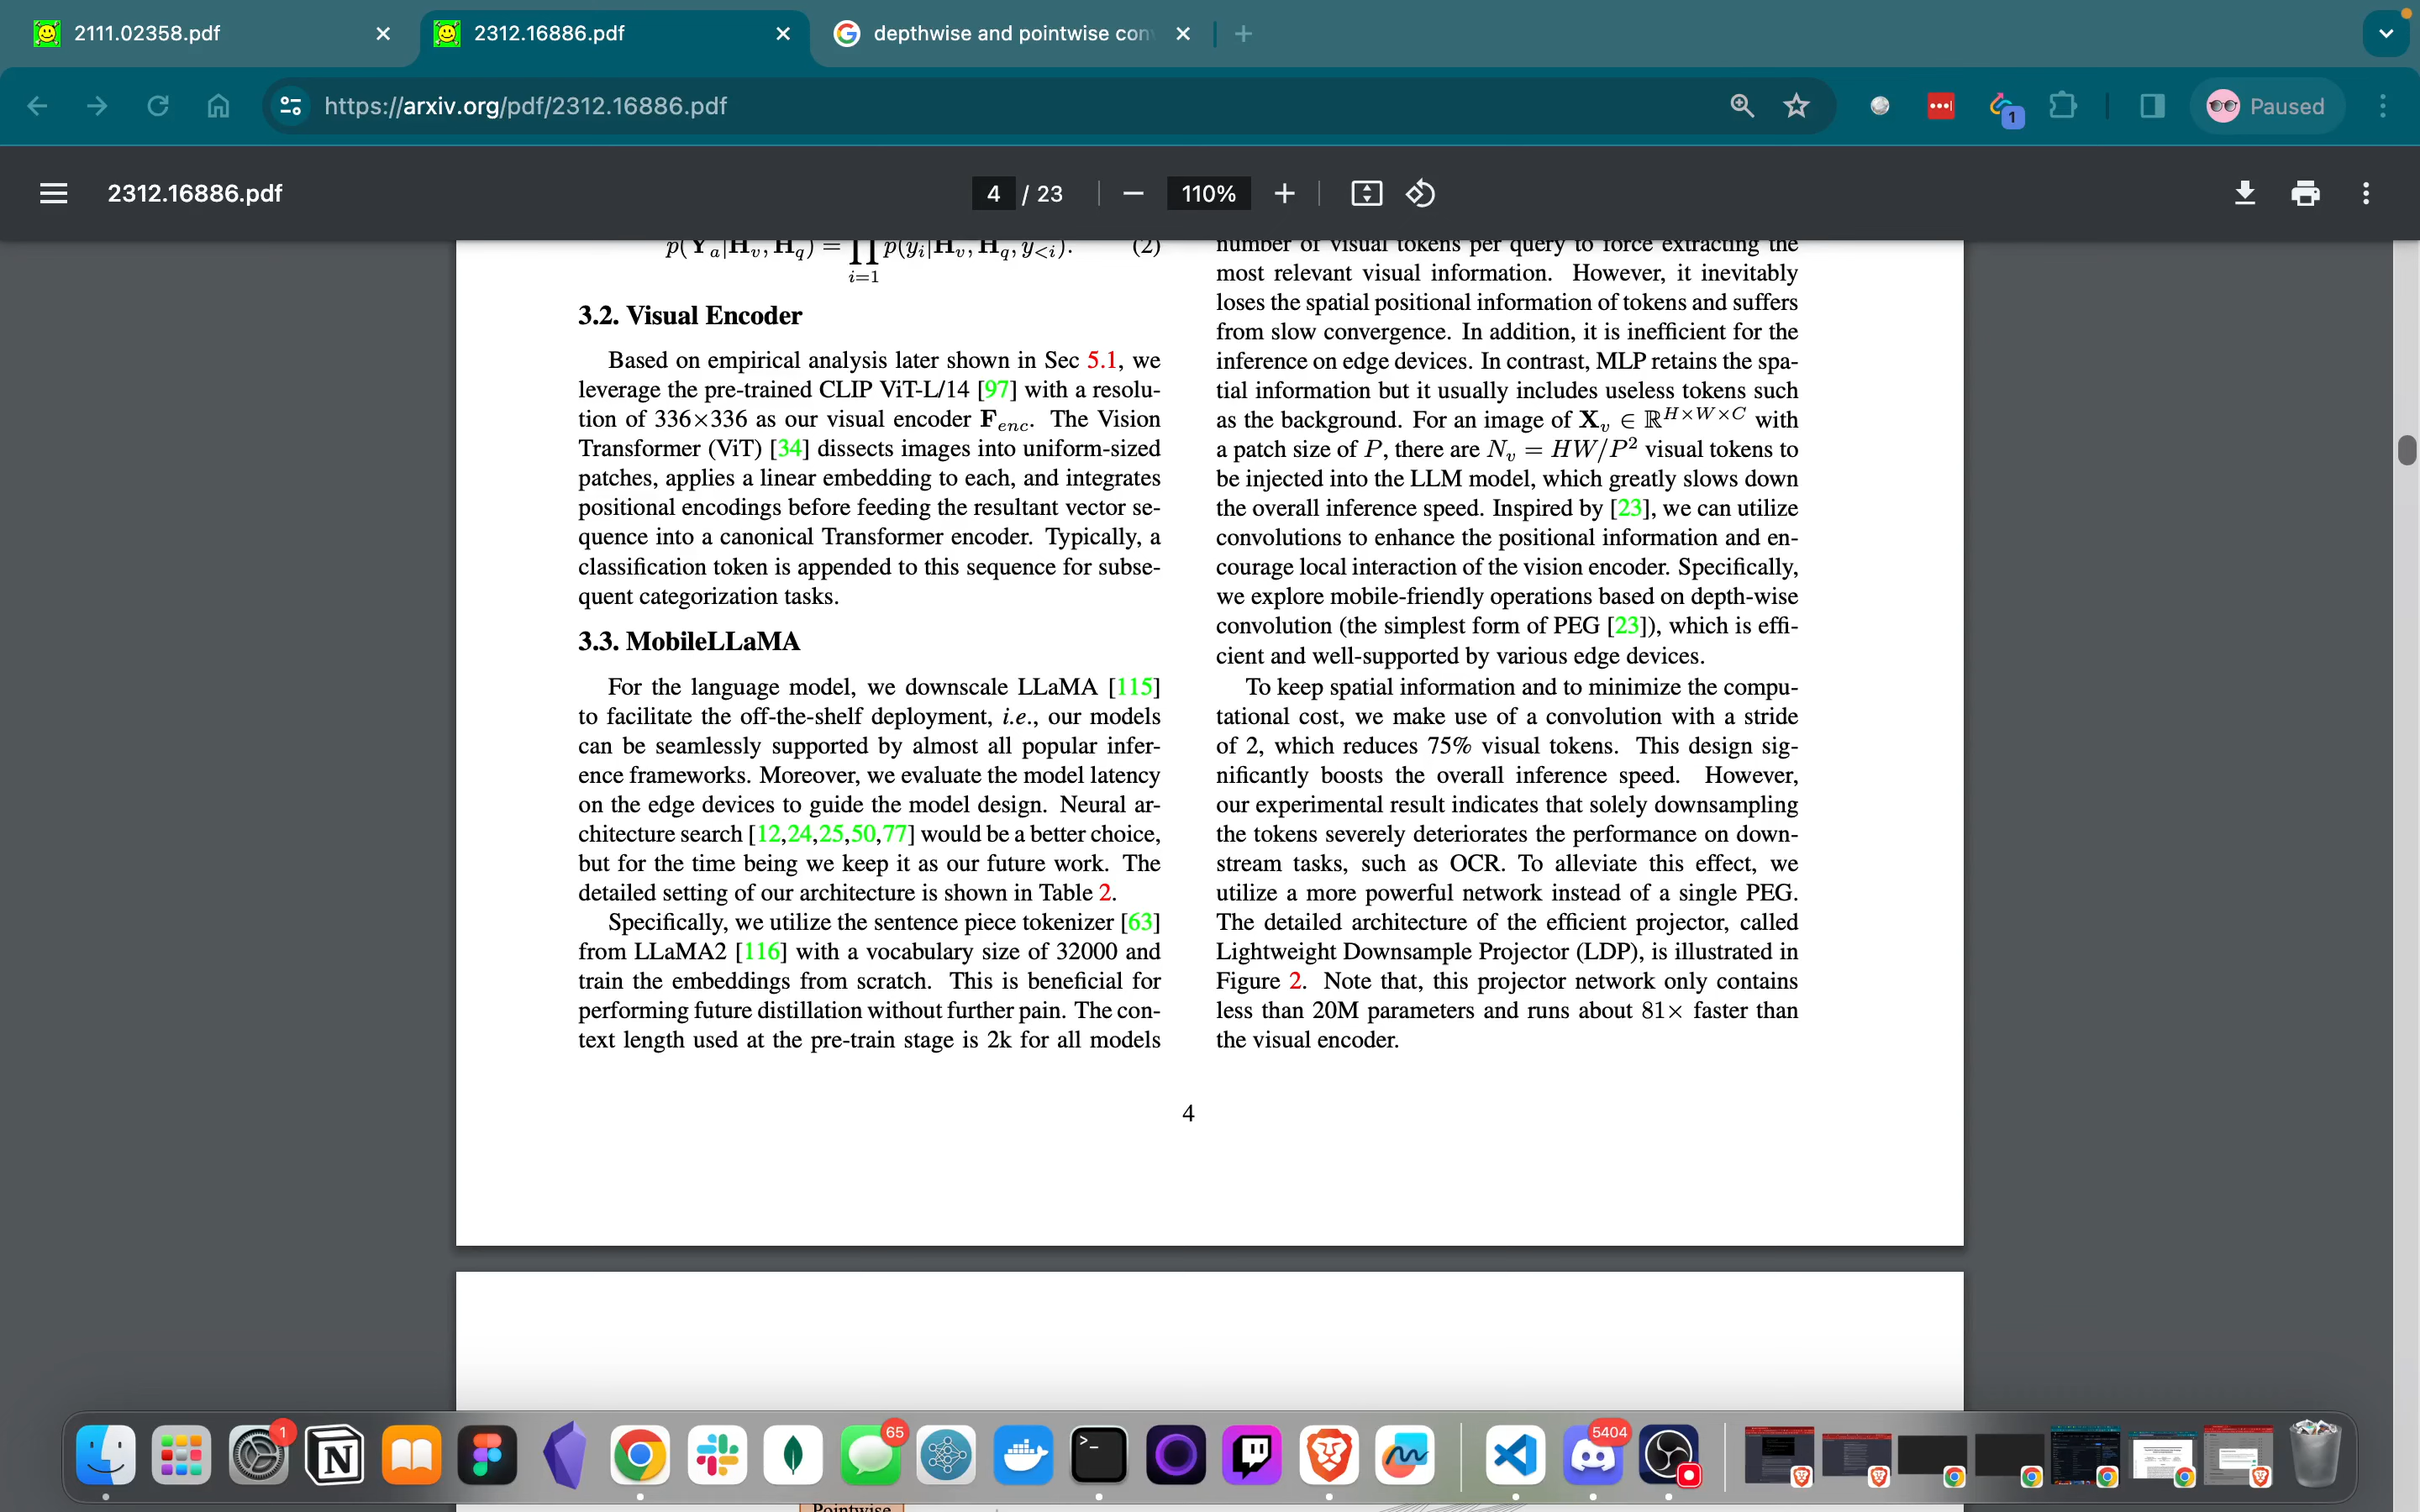 2111.02358.pdf
2312.16886.pdf
depthwise and pointwise con
https://arxiv.org/pdf/2312.16886.pdf
1
Paused
2312.16886.pdf
4 / 23
110%
p(Y_a|H_v, H_q) = ∏ p(y_i|H_v, H_q, y_{<i}). (2)
i=1
3.2. Visual Encoder
Based on empirical analysis later shown in Sec 5.1, we
leverage the pre-trained CLIP ViT-L/14 [97] with a resolu-
tion of 336×336 as our visual encoder F_enc. The Vision
Transformer (ViT) [34] dissects images into uniform-sized
patches, applies a linear embedding to each, and integrates
positional encodings before feeding the resultant vector se-
quence into a canonical Transformer encoder. Typically, a
classification token is appended to this sequence for subse-
quent categorization tasks.
3.3. MobileLLaMA
For the language model, we downscale LLaMA [115]
to facilitate the off-the-shelf deployment, i.e., our models
can be seamlessly supported by almost all popular infer-
ence frameworks. Moreover, we evaluate the model latency
on the edge devices to guide the model design. Neural ar-
chitecture search [12,24,25,50,77] would be a better choice,
but for the time being we keep it as our future work. The
detailed setting of our architecture is shown in Table 2.
Specifically, we utilize the sentence piece tokenizer [63]
from LLaMA2 [116] with a vocabulary size of 32000 and
train the embeddings from scratch. This is beneficial for
performing future distillation without further pain. The con-
text length used at the pre-train stage is 2k for all models
number of visual tokens per query to force extracting the
most relevant visual information. However, it inevitably
loses the spatial positional information of tokens and suffers
from slow convergence. In addition, it is inefficient for the
inference on edge devices. In contrast, MLP retains the spa-
tial information but it usually includes useless tokens such
as the background. For an image of X_v ∈ ℝ^{H×W×C} with
a patch size of P, there are N_v = HW/P² visual tokens to
be injected into the LLM model, which greatly slows down
the overall inference speed. Inspired by [23], we can utilize
convolutions to enhance the positional information and en-
courage local interaction of the vision encoder. Specifically,
we explore mobile-friendly operations based on depth-wise
convolution (the simplest form of PEG [23]), which is effi-
cient and well-supported by various edge devices.
To keep spatial information and to minimize the compu-
tational cost, we make use of a convolution with a stride
of 2, which reduces 75% visual tokens. This design sig-
nificantly boosts the overall inference speed. However,
our experimental result indicates that solely downsampling
the tokens severely deteriorates the performance on down-
stream tasks, such as OCR. To alleviate this effect, we
utilize a more powerful network instead of a single PEG.
The detailed architecture of the efficient projector, called
Lightweight Downsample Projector (LDP), is illustrated in
Figure 2. Note that, this projector network only contains
less than 20M parameters and runs about 81× faster than
the visual encoder.
4
1
65
5404
Pointwise